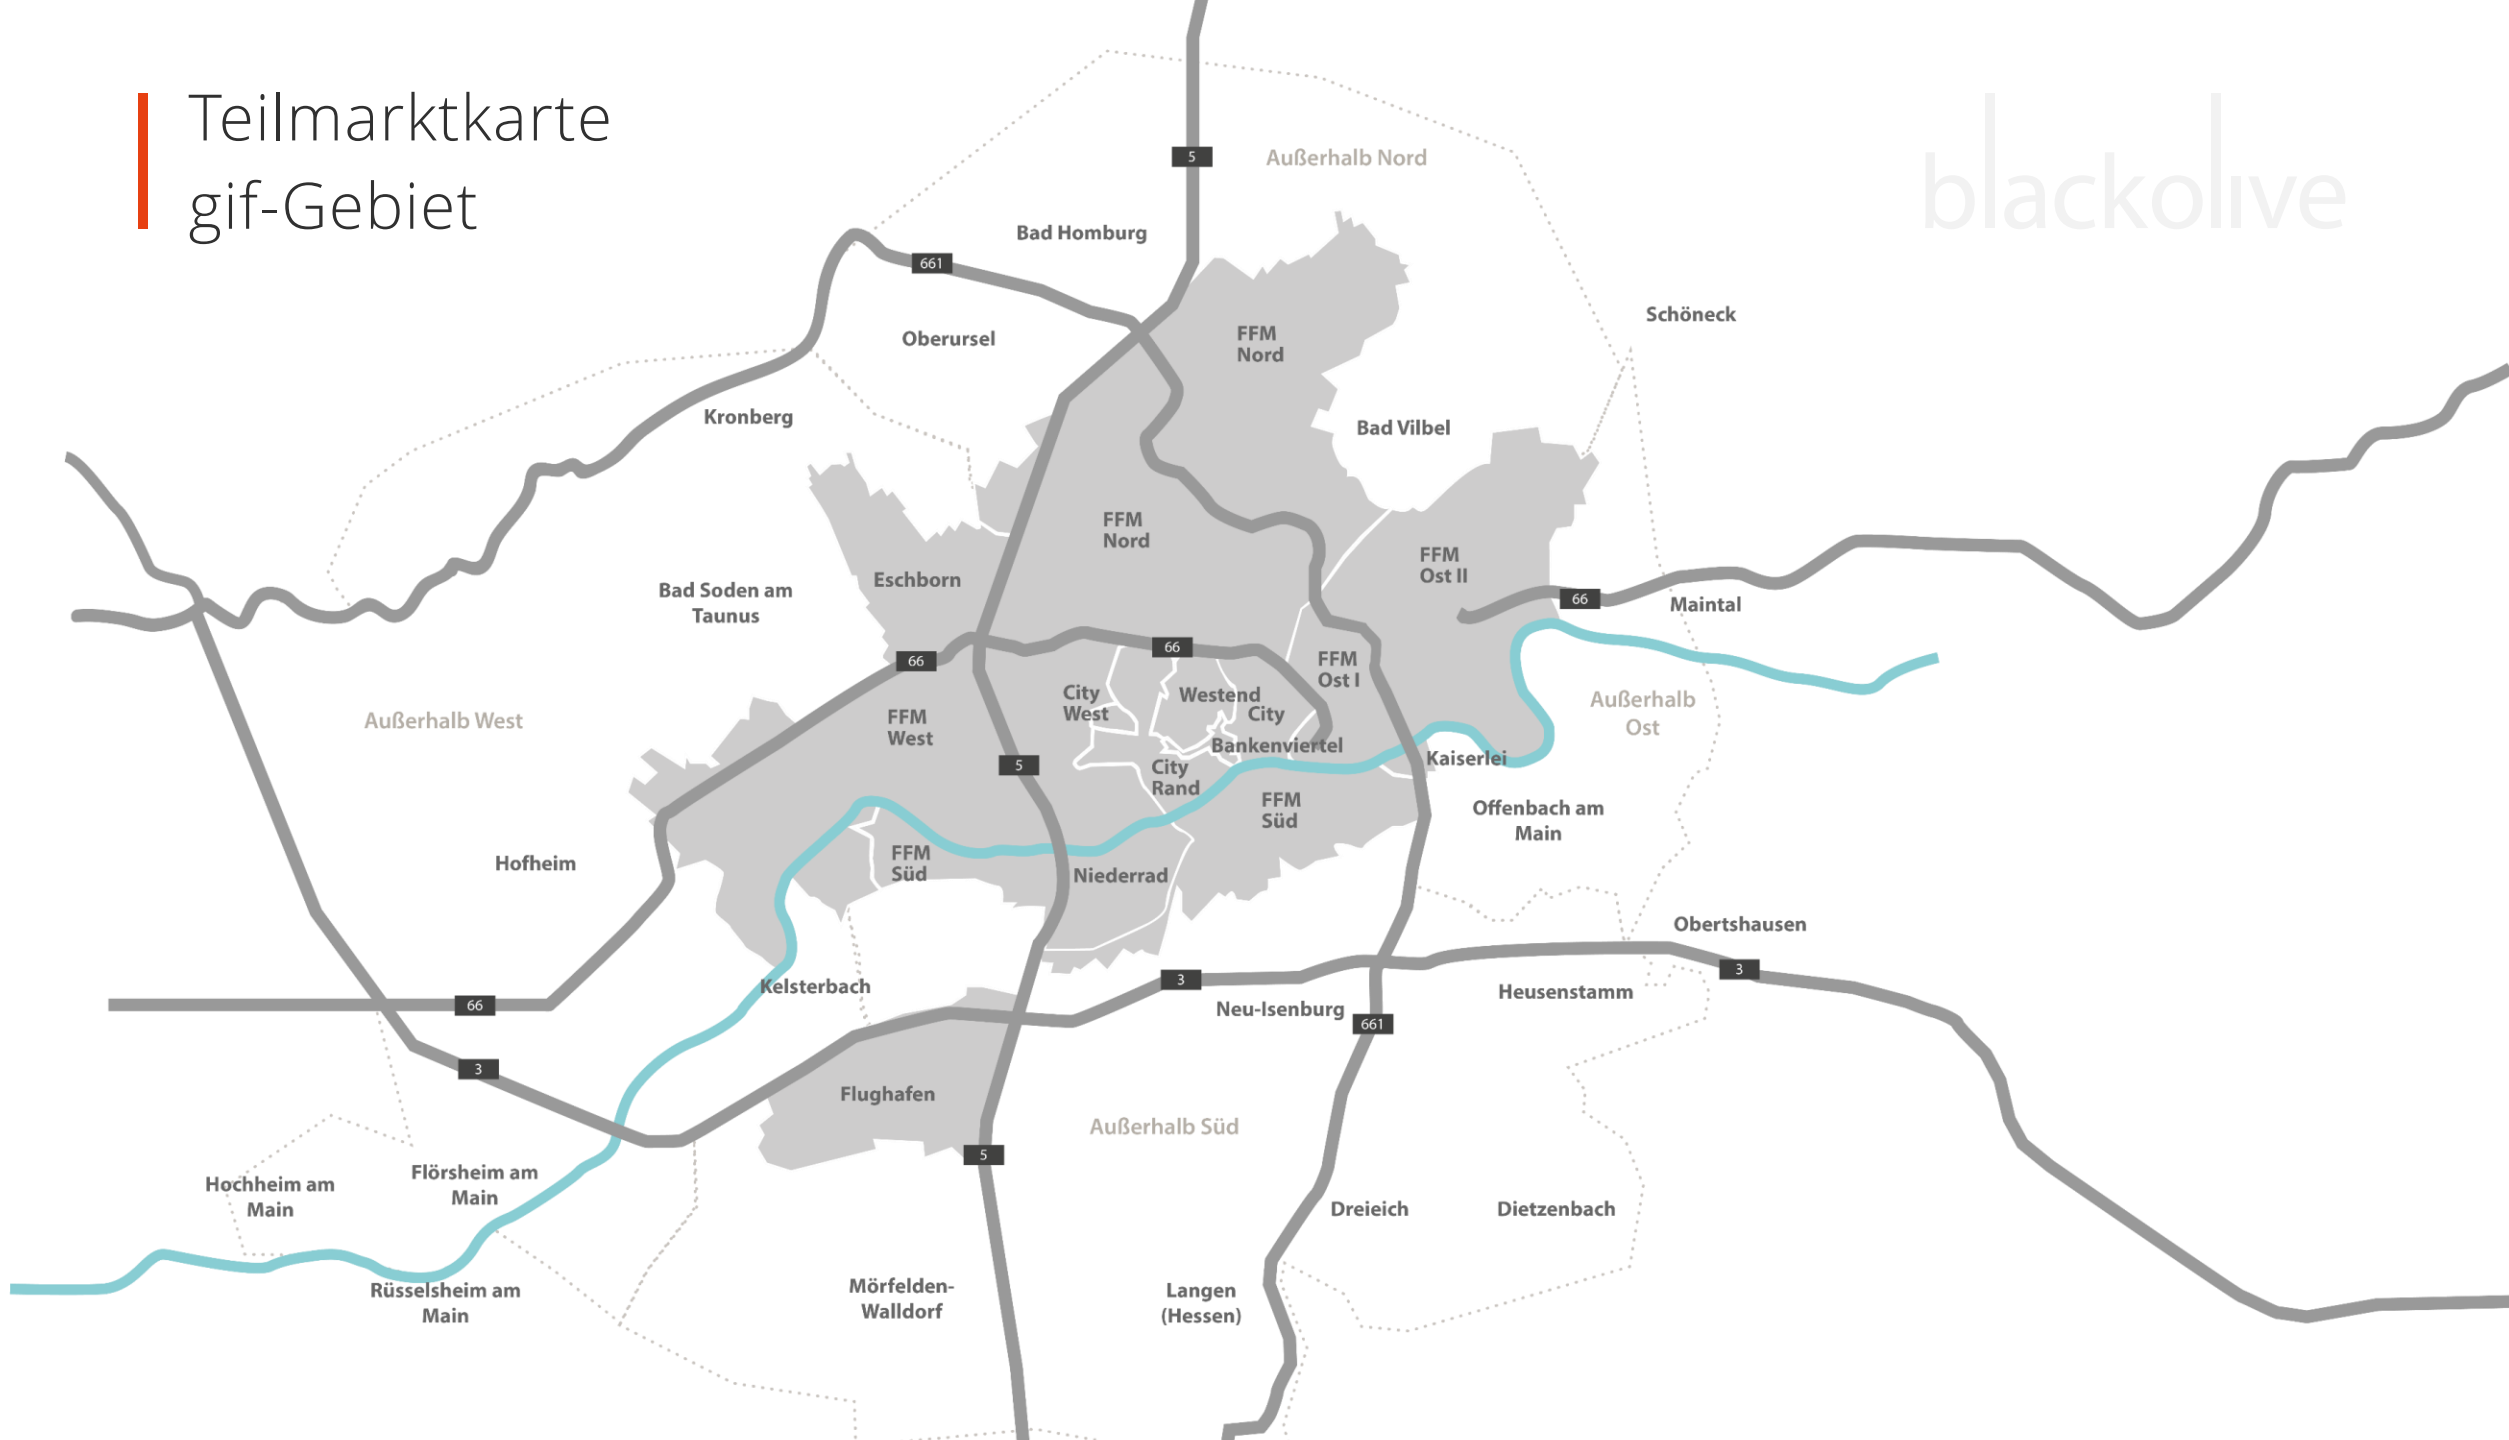 Teilmarktkarte
gif-Gebiet
blackolive
5
Außerhalb Nord
Bad Homburg
661
Schöneck
FFM
Nord
Oberursel
Kronberg
Bad Vilbel
FFM
Nord
FFM
Ost II
Eschborn
Bad Soden am
Taunus
66
Maintal
66
66
FFM
Ost I
City
West
Westend
City
Außerhalb
Ost
Außerhalb West
FFM
West
Bankenviertel
Kaiserlei
5
City
Rand
FFM
Süd
Offenbach am
Main
Hofheim
FFM
Süd
Niederrad
Obertshausen
3
3
Kelsterbach
Heusenstamm
66
Neu-Isenburg
661
3
Flughafen
Außerhalb Süd
5
Flörsheim am
Main
Hochheim am
Main
Dreieich
Dietzenbach
Rüsselsheim am
Main
Mörfelden-
Walldorf
Langen
(Hessen)